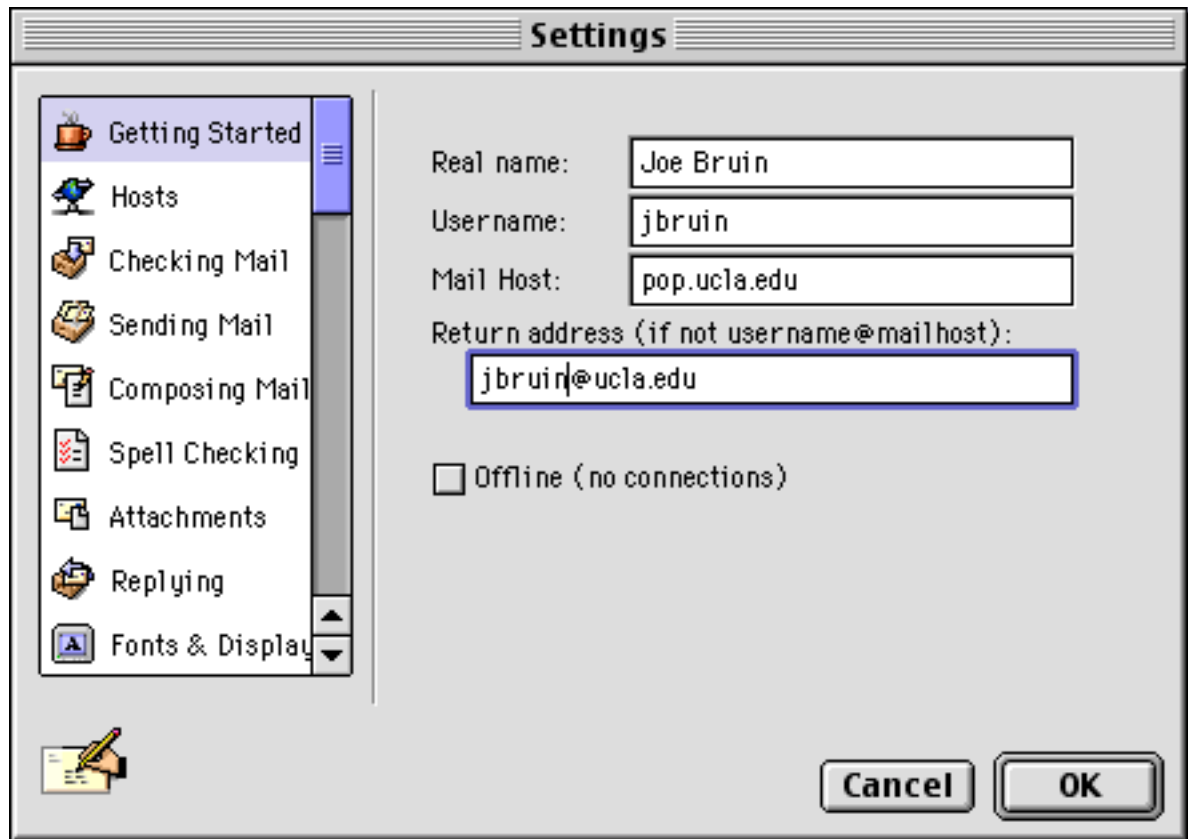 Settings
Getting Started
Hosts
Checking Mail
Sending Mail
Composing Mail
Spell Checking
Attachments
Replying
Fonts & Display
Real name: Joe Bruin
Username: jbruin
Mail Host: pop.ucla.edu
Return address (if not username@mailhost):
jbruin@ucla.edu
Offline (no connections)
Cancel OK